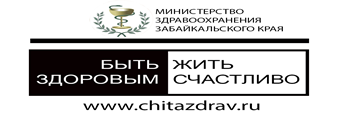 МИНИСТЕРСТВО
ЗДРАВООХРАНЕНИЯ
ЗАБАЙКАЛЬСКОГО КРАЯ
БЫТЬ ЖИТЬ
ЗДОРОВЫМ СЧАСТЛИВО
www.chitazdrav.ru